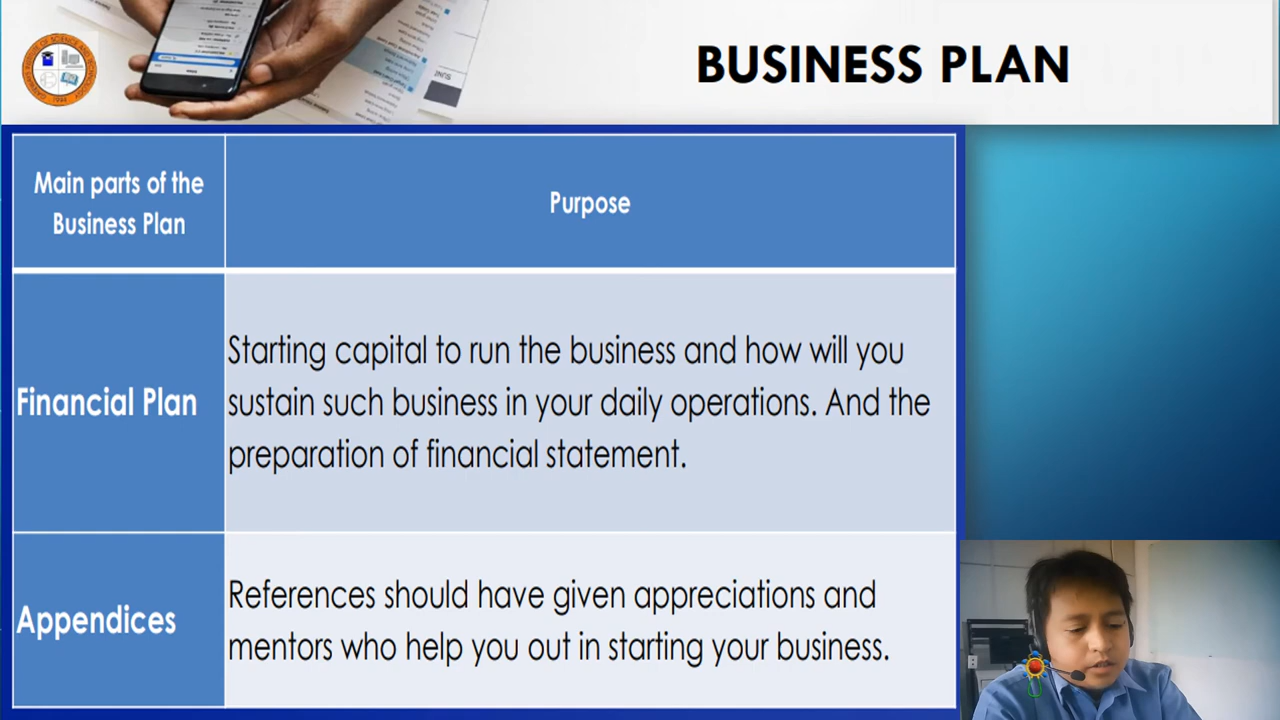 BUSINESS PLAN
Main parts of the
Business Plan
Purpose
Financial Plan
Starting capital to run the business and how will you
sustain such business in your daily operations. And the
preparation of financial statement.
Appendices
References should have given appreciations and
mentors who help you out in starting your business.